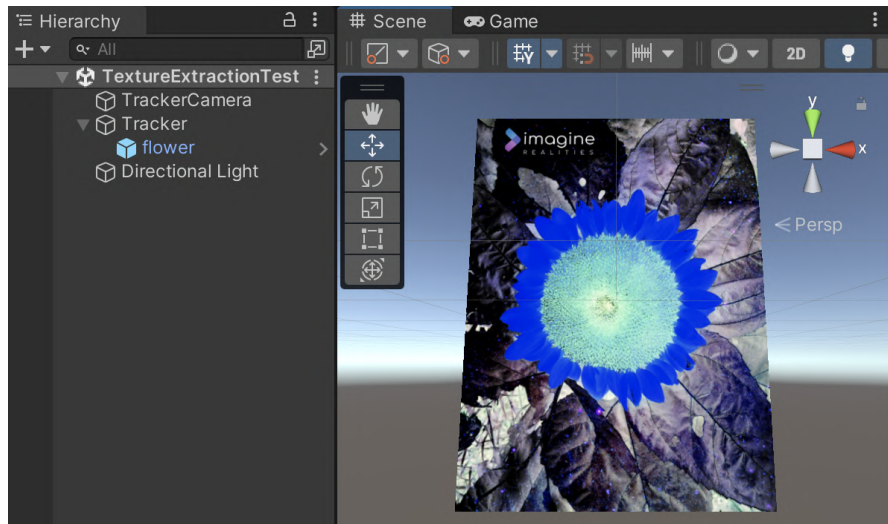 Hierarchy
All
TextureExtractionTest
TrackerCamera
Tracker
flower
Directional Light
Scene
Game
2D
imagine
REALITIES
y
x
Persp